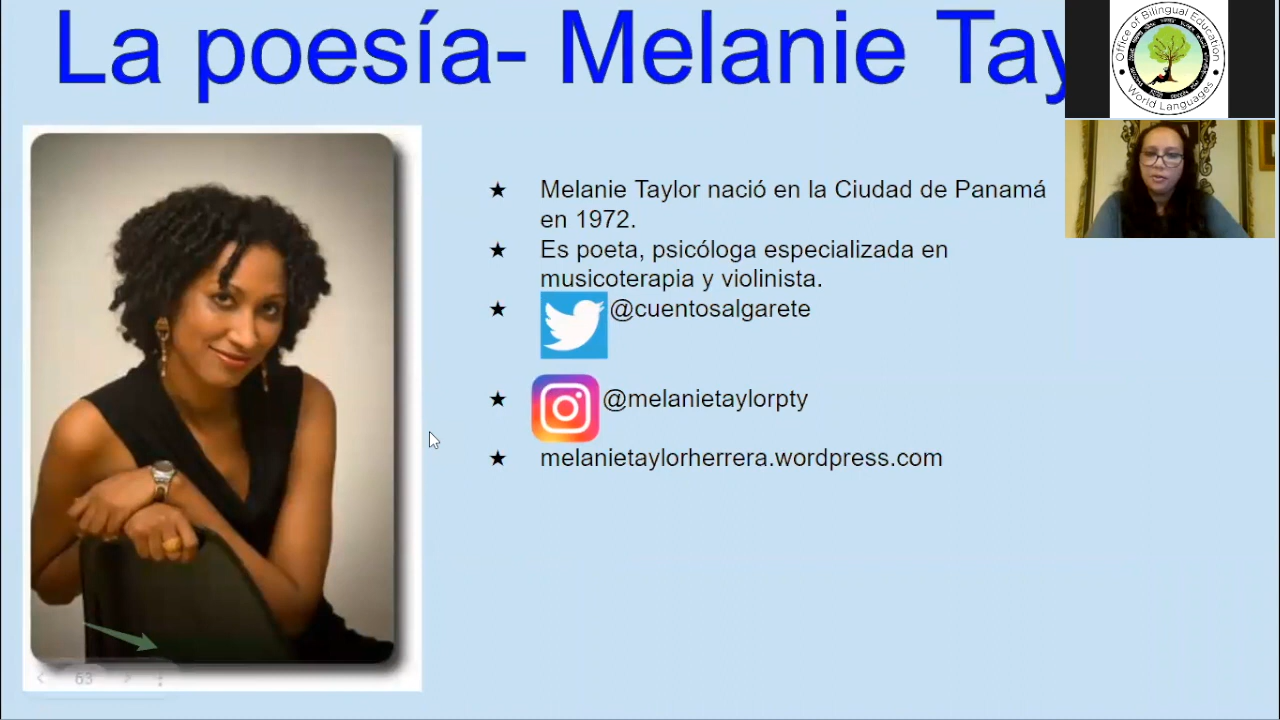 La poesía- Melanie Tay
Office of Bilingual Education
World Languages
★ Melanie Taylor nació en la Ciudad de Panamá
en 1972.
★ Es poeta, psicóloga especializada en
musicoterapia y violinista.
★ @cuentosalgarete
★ @melanietaylorpty
★ melanietaylorherrera.wordpress.com
63